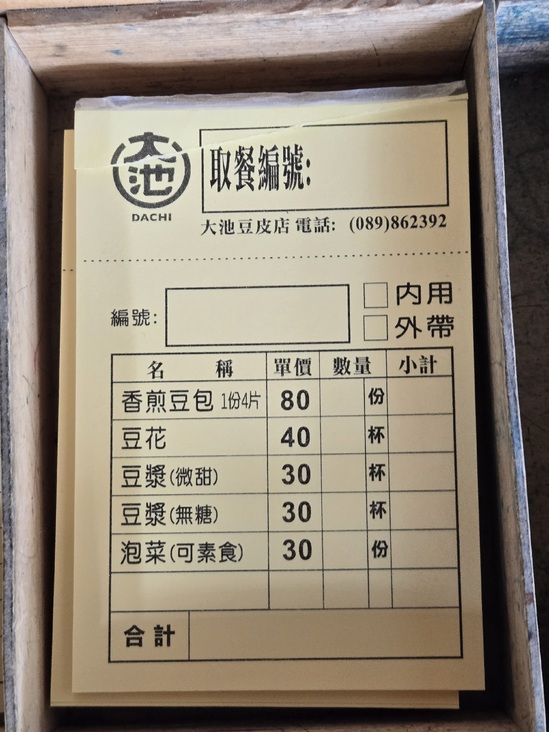 大池
DACHI
取餐編號:
大池豆皮店 電話: (089)862392
編號:
□ 內用
□ 外帶
名 稱 單價 數量 小計
香煎豆包 1份4片 80 份
豆花 40 杯
豆漿(微甜) 30 杯
豆漿(無糖) 30 杯
泡菜(可素食) 30 份
合計